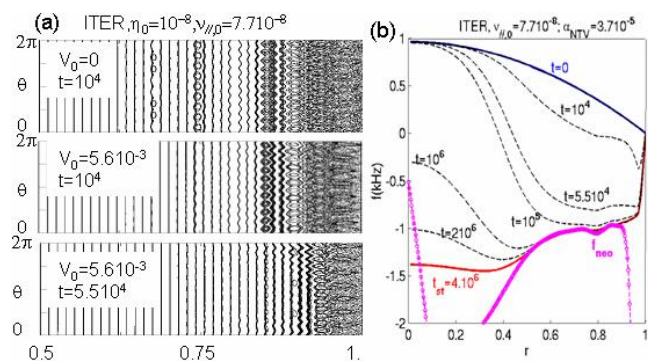 (a) ITER, η₀=10⁻⁸,ν//,₀=7.710⁻⁸
2π
V₀=0
t=10⁴
θ
0
2π
V₀=5.610⁻³
t=10⁴
θ
0
2π
V₀=5.610⁻³
t=5.510⁴
θ
0
0.5 0.75 1.
(b) ITER, ν//,₀=7.710⁻⁸; α NTV=3.710⁻⁵
f(kHz)
1
0.5
0
-0.5
-1
-1.5
-2
t=0
t=10⁴
t=5.510⁴
t=10⁵
t=10⁶
t=210⁶
f neo
t st=4.10⁶
0 0.2 0.4 0.6 0.8 1
r